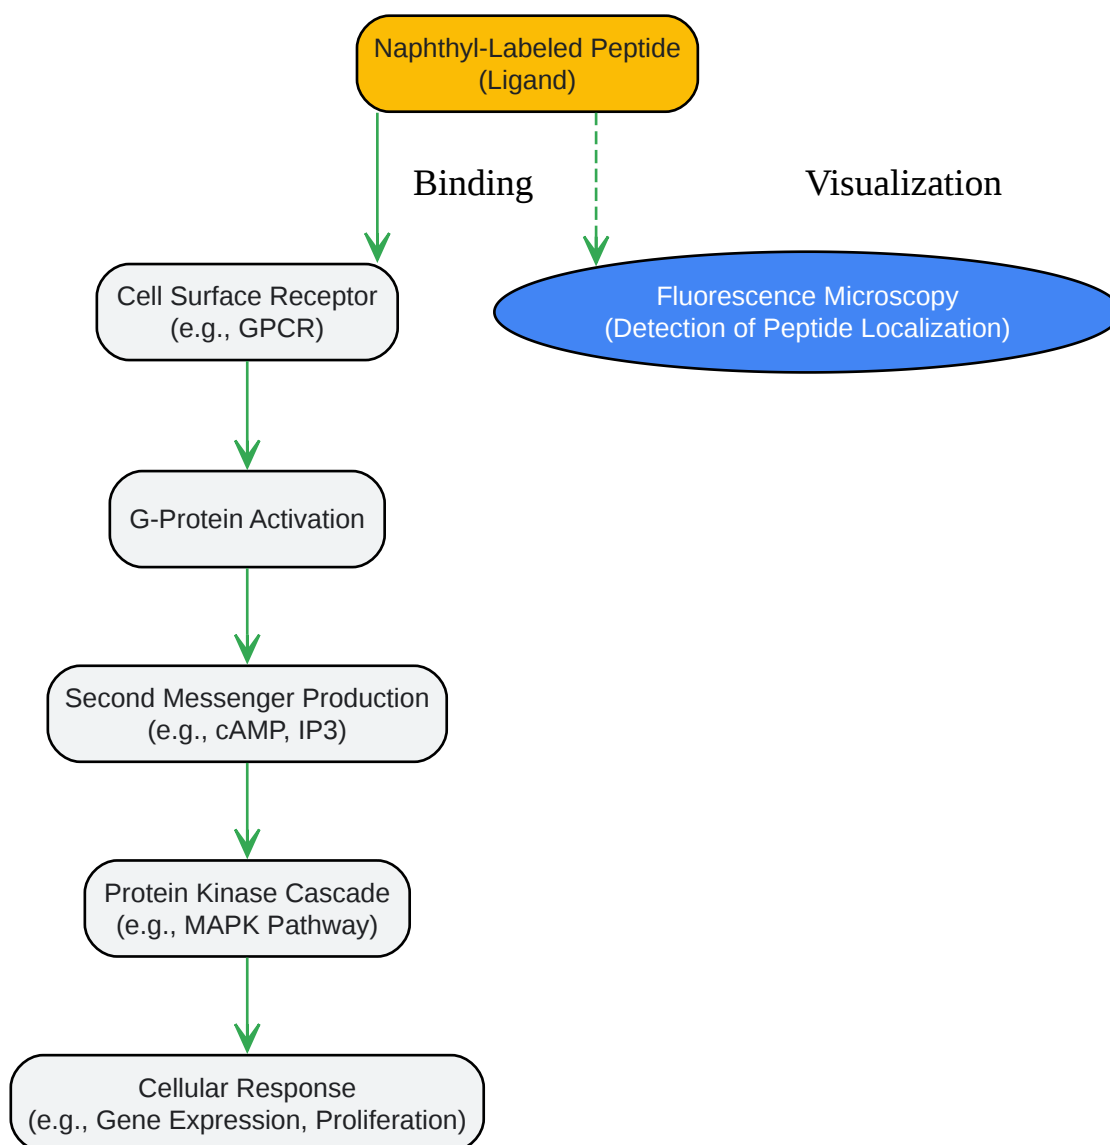 Naphthyl-Labeled Peptide
(Ligand)
Binding
Visualization
Cell Surface Receptor
(e.g., GPCR)
Fluorescence Microscopy
(Detection of Peptide Localization)
G-Protein Activation
Second Messenger Production
(e.g., cAMP, IP3)
Protein Kinase Cascade
(e.g., MAPK Pathway)
Cellular Response
(e.g., Gene Expression, Proliferation)